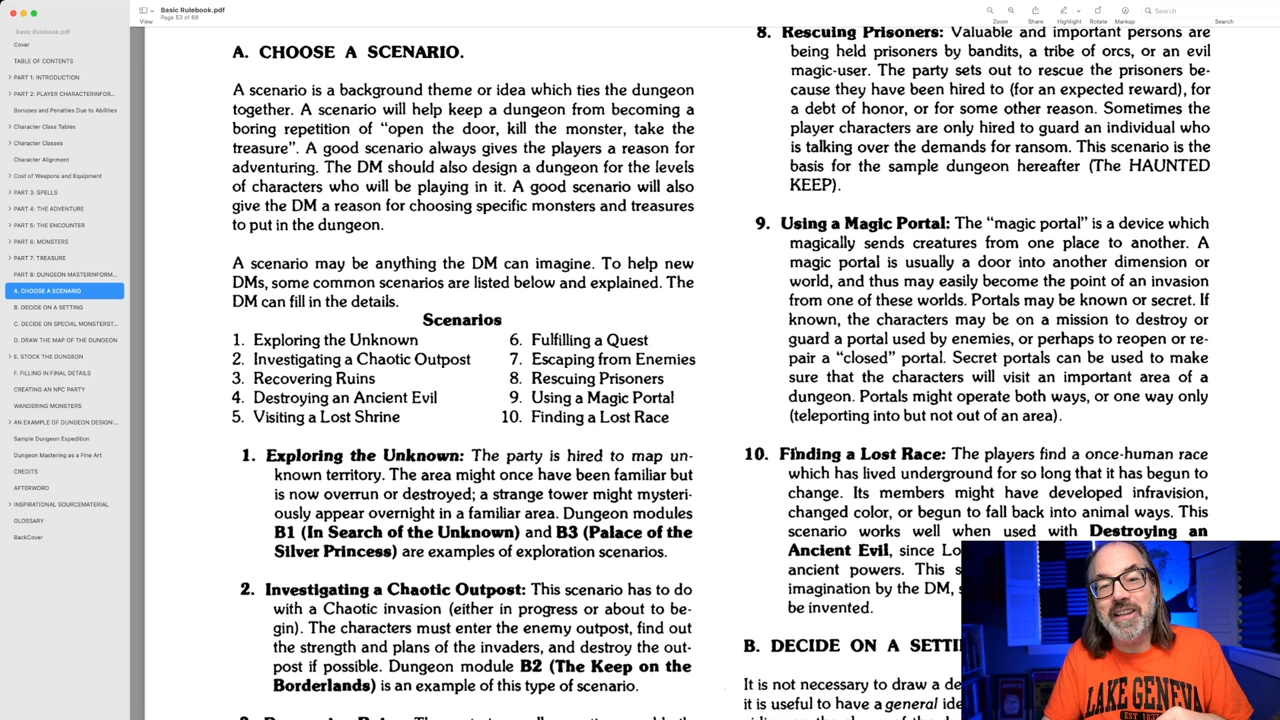 Basic Rulebook.pdf
Page 53 of 68
View
Zoom
Share
Highlight
Rotate
Markup
Search
Search
Basic Rulebook.pdf
Cover
TABLE OF CONTENTS
PART 1: INTRODUCTION
PART 2: PLAYER CHARACTERINFOR...
Bonuses and Penalties Due to Abilities
Character Class Tables
Character Classes
Character Alignment
Cost of Weapons and Equipment
PART 3: SPELLS
PART 4: THE ADVENTURE
PART 5: THE ENCOUNTER
PART 6: MONSTERS
PART 7: TREASURE
PART 8: DUNGEON MASTERINFORM...
A. CHOOSE A SCENARIO
B. DECIDE ON A SETTING
C. DECIDE ON SPECIAL MONSTERST...
D. DRAW THE MAP OF THE DUNGEON
E. STOCK THE DUNGEON
F. FILLING IN FINAL DETAILS
CREATING AN NPC PARTY
WANDERING MONSTERS
AN EXAMPLE OF DUNGEON DESIGN:...
Sample Dungeon Expedition
Dungeon Mastering as a Fine Art
CREDITS
AFTERWORD
INSPIRATIONAL SOURCEMATERIAL
GLOSSARY
BackCover
A. CHOOSE A SCENARIO.
A scenario is a background theme or idea which ties the dungeon
together. A scenario will help keep a dungeon from becoming a
boring repetition of "open the door, kill the monster, take the
treasure". A good scenario always gives the players a reason for
adventuring. The DM should also design a dungeon for the levels
of characters who will be playing in it. A good scenario will also
give the DM a reason for choosing specific monsters and treasures
to put in the dungeon.
A scenario may be anything the DM can imagine. To help new
DMs, some common scenarios are listed below and explained. The
DM can fill in the details.
Scenarios
1. Exploring the Unknown
2. Investigating a Chaotic Outpost
3. Recovering Ruins
4. Destroying an Ancient Evil
5. Visiting a Lost Shrine
6. Fulfilling a Quest
7. Escaping from Enemies
8. Rescuing Prisoners
9. Using a Magic Portal
10. Finding a Lost Race
1. Exploring the Unknown: The party is hired to map un-
known territory. The area might once have been familiar but
is now overrun or destroyed; a strange tower might mysteri-
ously appear overnight in a familiar area. Dungeon modules
B1 (In Search of the Unknown) and B3 (Palace of the
Silver Princess) are examples of exploration scenarios.
2. Investigating a Chaotic Outpost: This scenario has to do
with a Chaotic invasion (either in progress or about to be-
gin). The characters must enter the enemy outpost, find out
the strength and plans of the invaders, and destroy the out-
post if possible. Dungeon module B2 (The Keep on the
Borderlands) is an example of this type of scenario.
8. Rescuing Prisoners: Valuable and important persons are
being held prisoners by bandits, a tribe of orcs, or an evil
magic-user. The party sets out to rescue the prisoners be-
cause they have been hired to (for an expected reward), for
a debt of honor, or for some other reason. Sometimes the
player characters are only hired to guard an individual who
is talking over the demands for ransom. This scenario is the
basis for the sample dungeon hereafter (The HAUNTED
KEEP).
9. Using a Magic Portal: The "magic portal" is a device which
magically sends creatures from one place to another. A
magic portal is usually a door into another dimension or
world, and thus may easily become the point of an invasion
from one of these worlds. Portals may be known or secret. If
known, the characters may be on a mission to destroy or
guard a portal used by enemies, or perhaps to reopen or re-
pair a "closed" portal. Secret portals can be used to make
sure that the characters will visit an important area of a
dungeon. Portals might operate both ways, or one way only
(teleporting into but not out of an area).
10. Finding a Lost Race: The players find a once-human race
which has lived underground for so long that it has begun to
change. Its members might have developed infravision,
changed color, or begun to fall back into animal ways. This
scenario works well when used with Destroying an
Ancient Evil, since Lo
ancient powers. This s
imagination by the DM,
be invented.
B. DECIDE ON A SETTI
It is not necessary to draw a de
it is useful to have a general ide
LAKE GENEVA